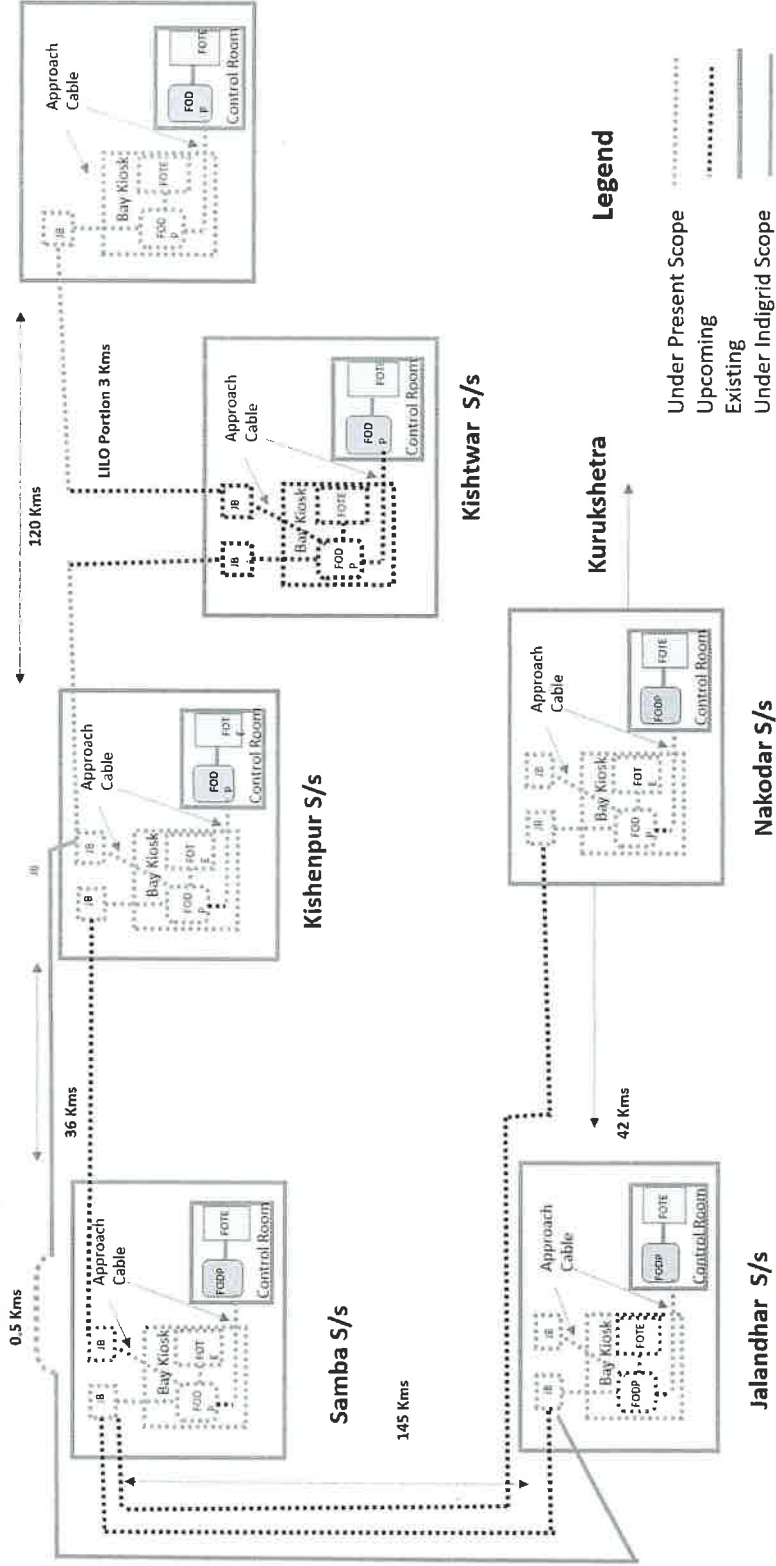 0.5 Kms
36 Kms
JB
120 Kms
LILO Portion 3 Kms
JB
JB
Approach
Cable
Bay Kiosk
FOD
P
FOT
E
FODP
FOTE
Control Room
Samba S/s
JB
JB
Approach
Cable
Bay Kiosk
FOD
P
FOT
E
FOD
P
FOT
E
Control Room
Kishenpur S/s
JB
JB
Approach
Cable
Bay Kiosk
FOD
P
FOTE
FOD
P
FOTE
Control Room
Kishtwar S/s
JB
Approach
Cable
Bay Kiosk
FOD
P
FOTE
FOD
P
FOTE
Control Room
145 Kms
JB
JB
Approach
Cable
Bay Kiosk
FODP
FOTE
FODP
FOTE
Control Room
Jalandhar S/s
42 Kms
JB
JB
Approach
Cable
Bay Kiosk
FOD
P
FOT
E
FODP
FOTE
Control Room
Nakodar S/s
Kurukshetra
Legend
Under Present Scope
Upcoming
Existing
Under Indigrid Scope